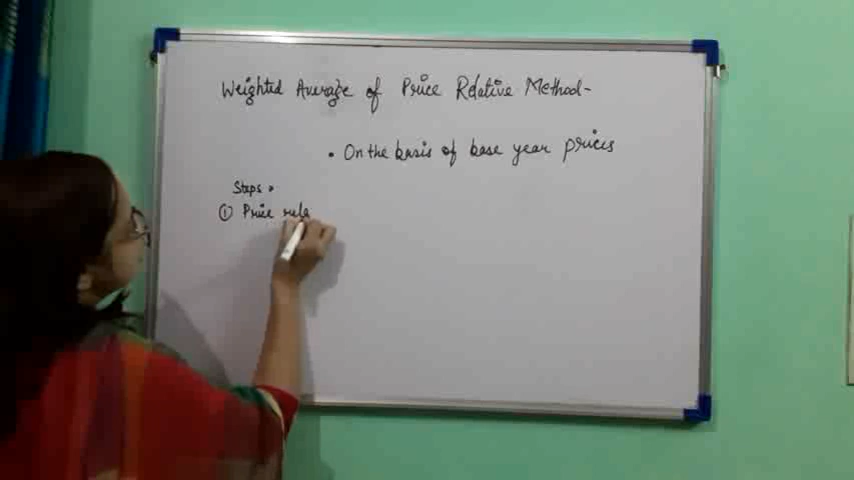 Weighted Average of Price Relative Method-
• On the basis of base year prices
Steps:
① Price rela